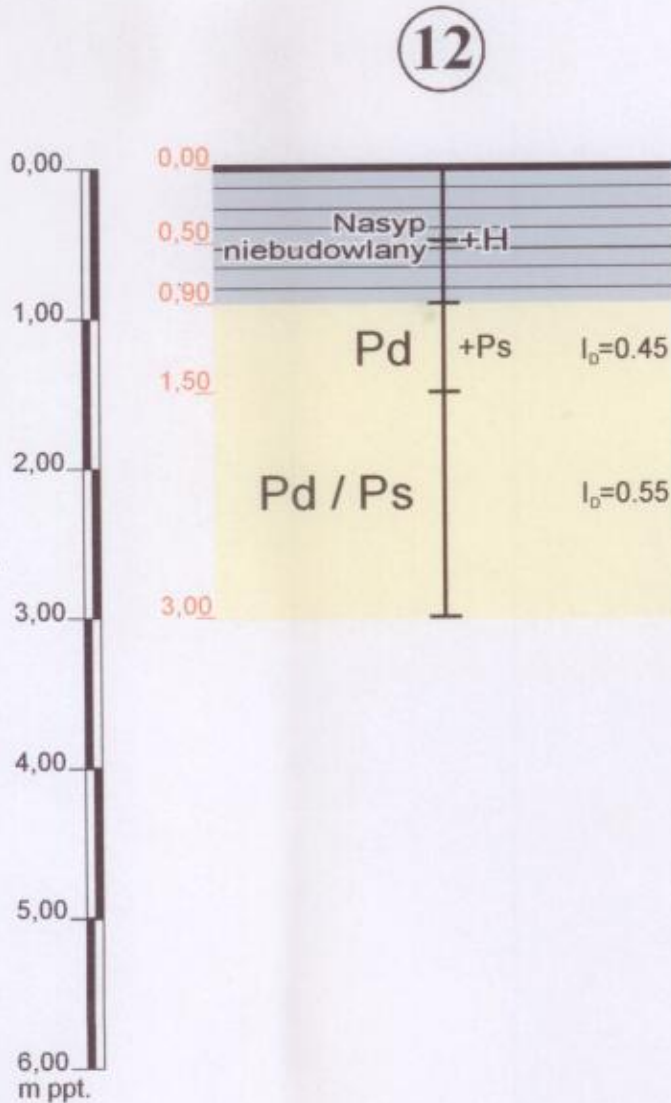 12
0,00
0,00
Nasyp
0,50
niebudowlany
+H
0,90
1,00
Pd
+Ps
I_D=0.45
1,50
2,00
Pd / Ps
I_D=0.55
3,00
3,00
4,00
5,00
6,00
m ppt.